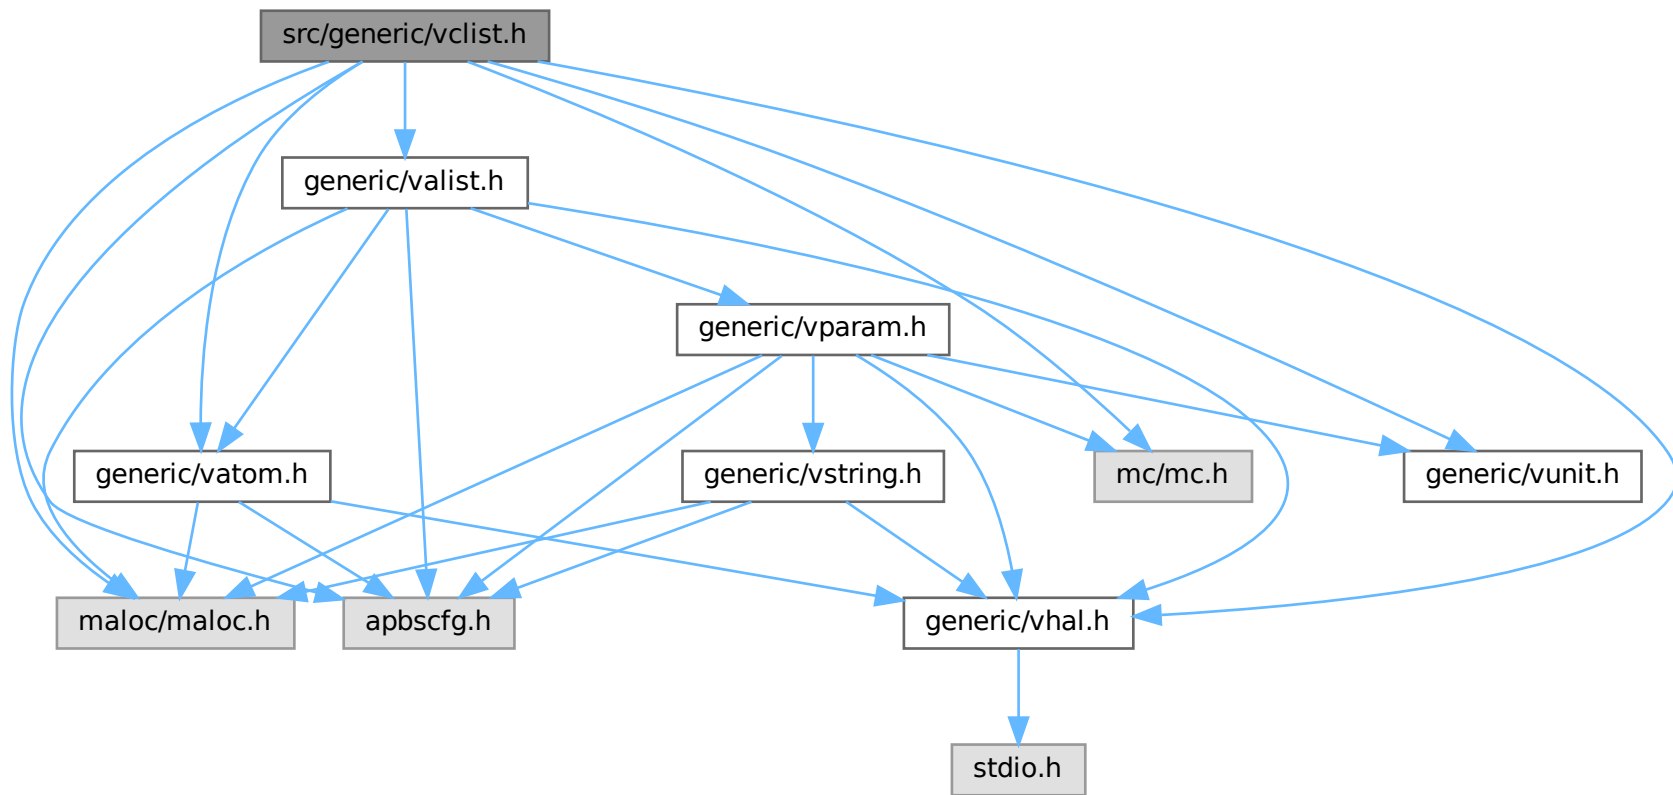 src/generic/vclist.h
generic/valist.h
generic/vparam.h
generic/vatom.h
generic/vstring.h
mc/mc.h
generic/vunit.h
maloc/maloc.h
apbscfg.h
generic/vhal.h
stdio.h